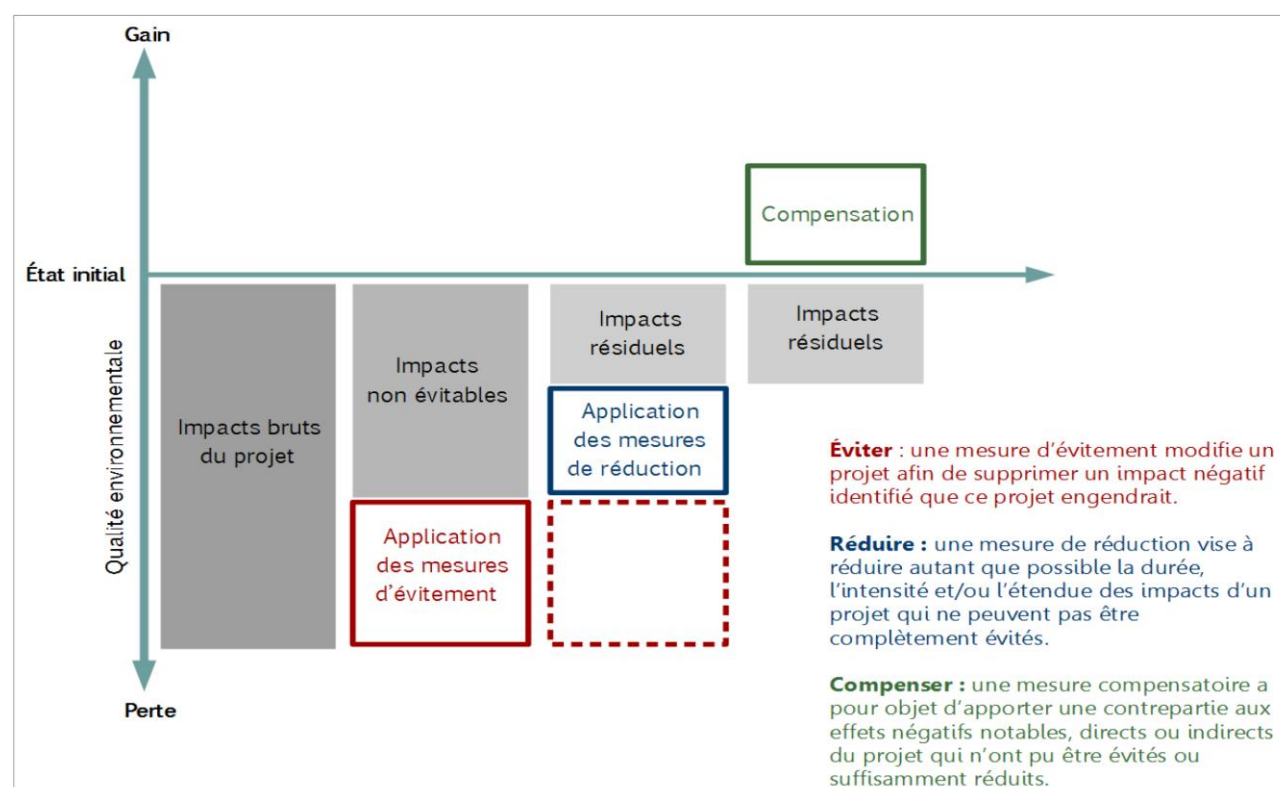 Gain
Compensation
État initial
Qualité environnementale
Impacts bruts
du projet
Impacts
non évitables
Application
des mesures
d'évitement
Impacts
résiduels
Application
des mesures
de réduction
Impacts
résiduels
Perte
Éviter : une mesure d'évitement modifie un
projet afin de supprimer un impact négatif
identifié que ce projet engendrait.
Réduire : une mesure de réduction vise à
réduire autant que possible la durée,
l'intensité et/ou l'étendue des impacts d'un
projet qui ne peuvent pas être
complètement évités.
Compenser : une mesure compensatoire a
pour objet d'apporter une contrepartie aux
effets négatifs notables, directs ou indirects
du projet qui n'ont pu être évités ou
suffisamment réduits.